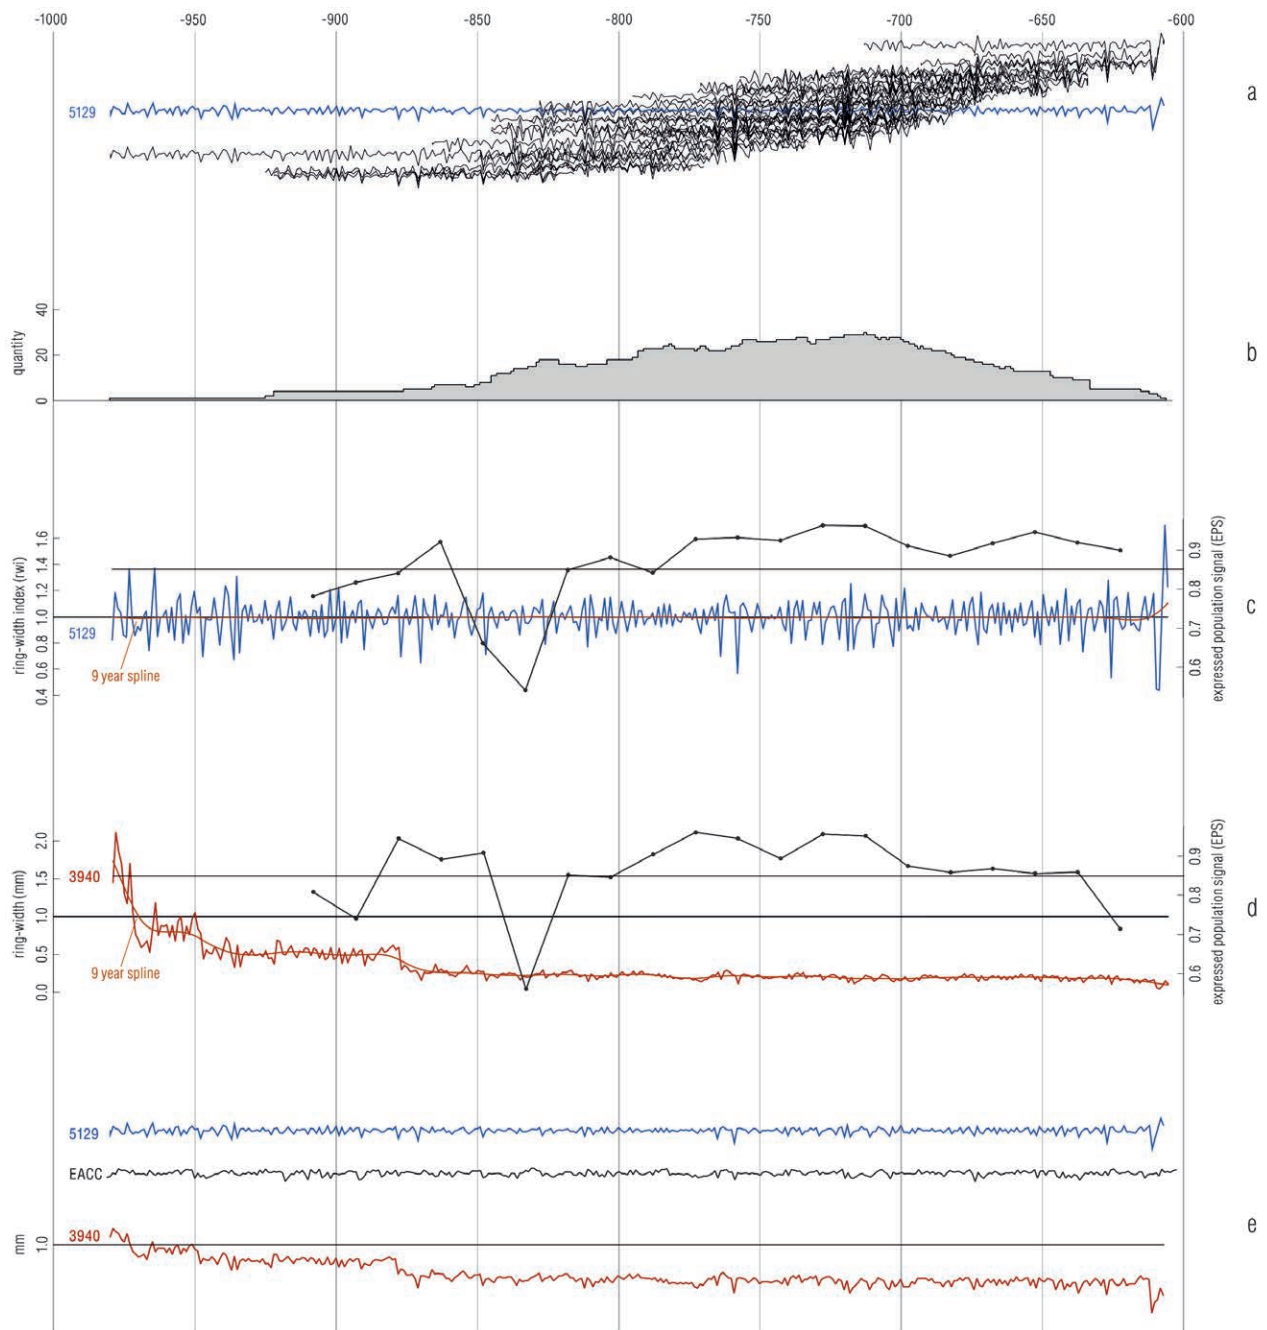 -1000 -950 -900 -850 -800 -750 -700 -650 -600
5129
a
quantity
40
20
0
b
ring-width index (rwi)
1.6
1.4
1.2
1.0
1.0
0.8
0.6
0.4
5129
9 year spline
expressed population signal (EPS)
0.9
0.8
0.7
0.6
c
ring-width (mm)
2.0
1.5
1.0
0.5
0.0
3940
9 year spline
expressed population signal (EPS)
0.9
0.8
0.7
0.6
d
5129
EACC
3940
mm
1.0
e